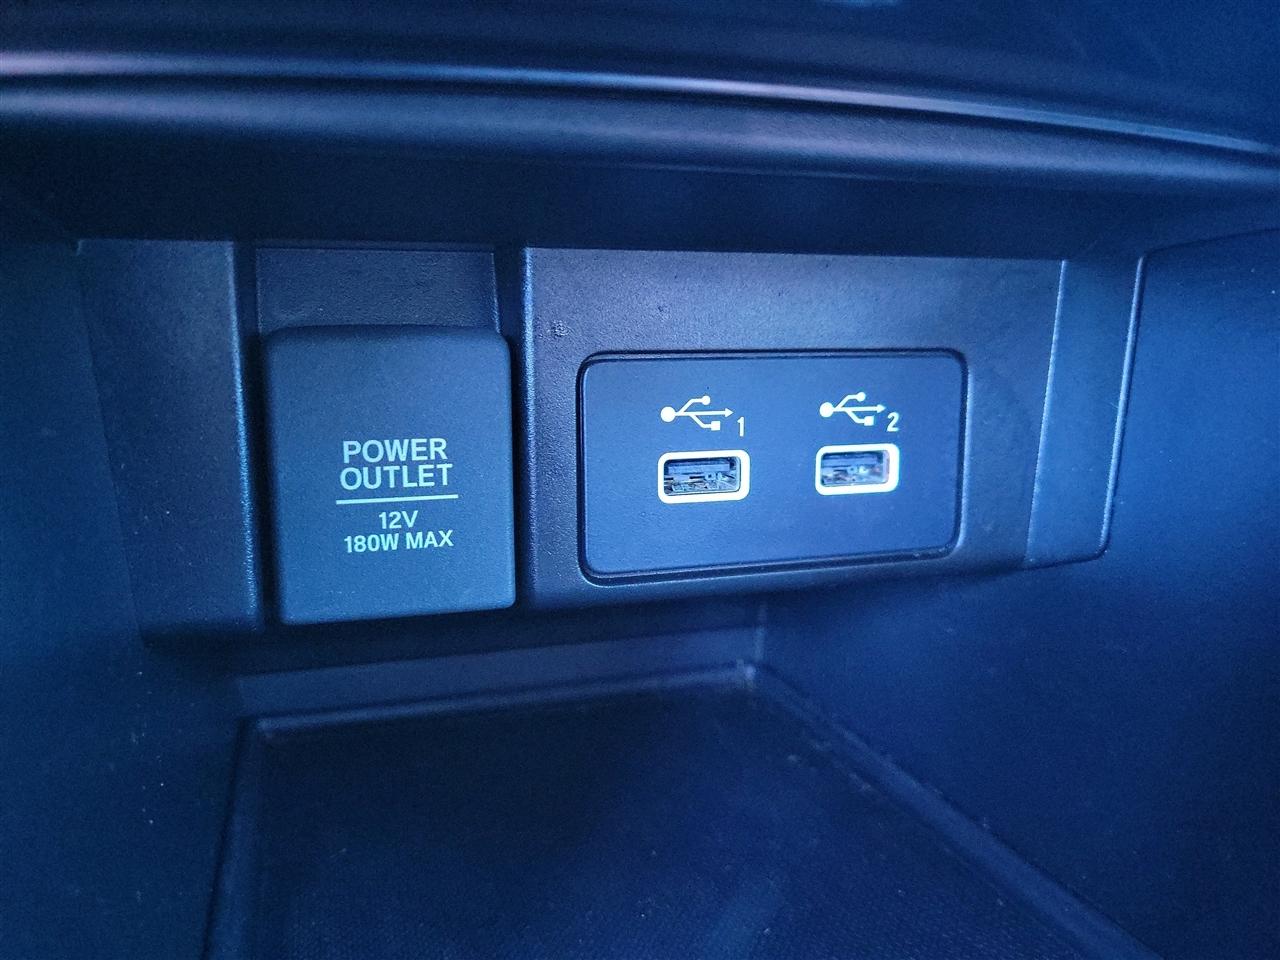 POWER
OUTLET
12V
180W MAX
1
2